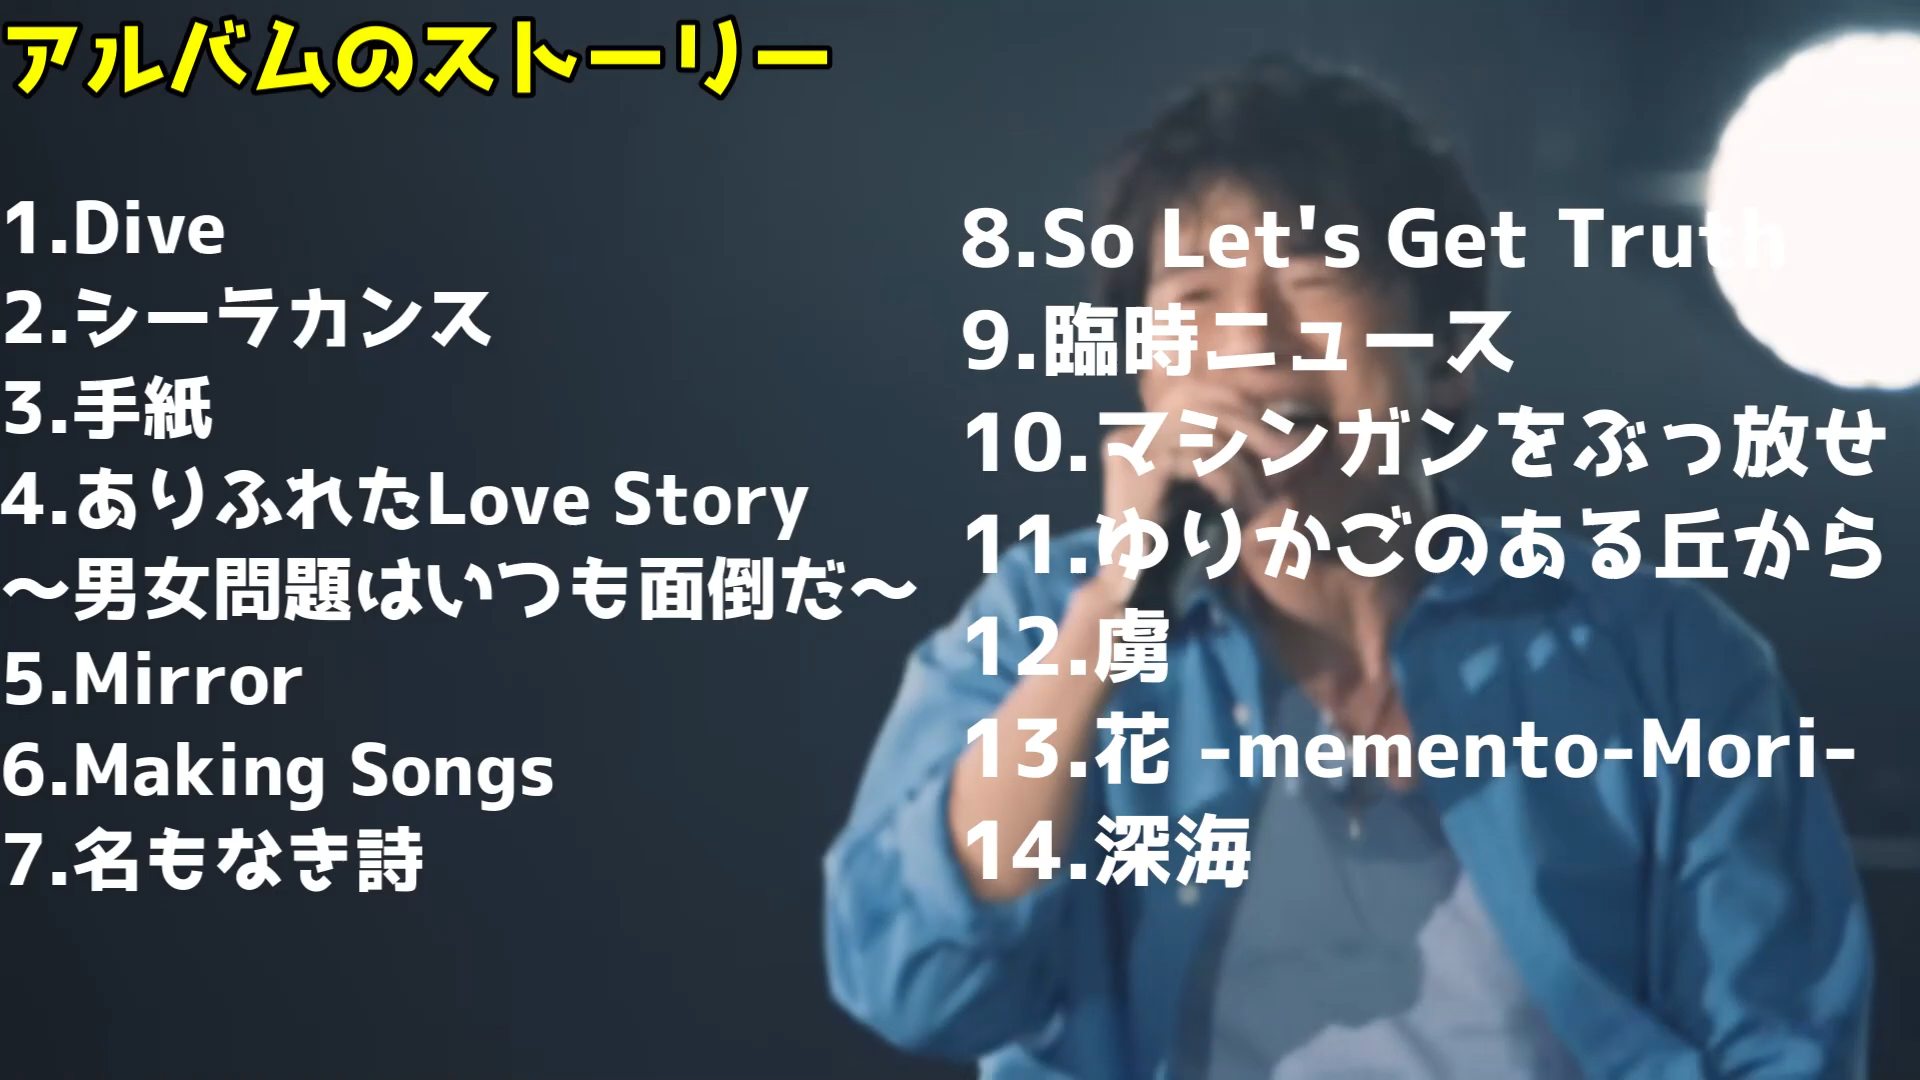 アルバムのストーリー
1.Dive
2.シーラカンス
3.手紙
4.ありふれたLove Story
～男女問題はいつも面倒だ～
5.Mirror
6.Making Songs
7.名もなき詩
8.So Let's Get Truth
9.臨時ニュース
10.マシンガンをぶっ放せ
11.ゆりかごのある丘から
12.虜
13.花 -memento-Mori-
14.深海